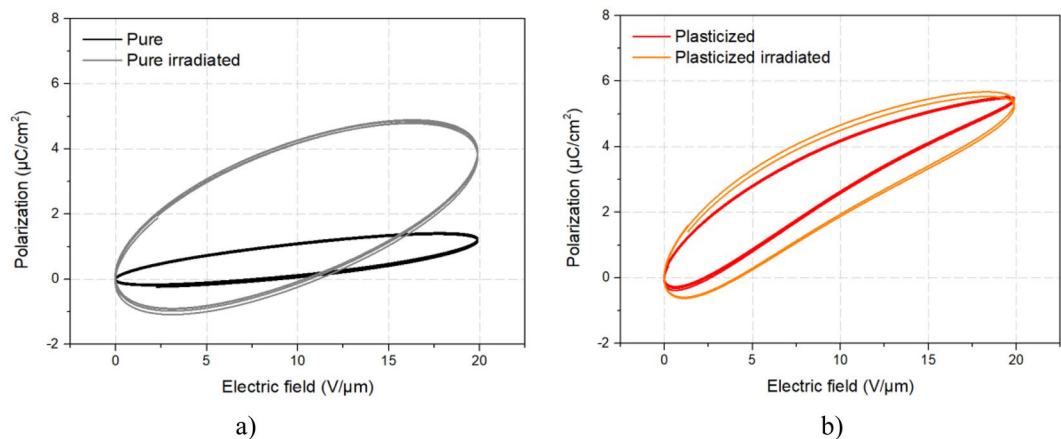 Pure
Pure irradiated
8
6
4
2
0
-2
Polarization (µC/cm²)
0
5
10
15
20
Electric field (V/µm)
a)
Plasticized
Plasticized irradiated
8
6
4
2
0
-2
Polarization (µC/cm²)
0
5
10
15
20
Electric field (V/µm)
b)